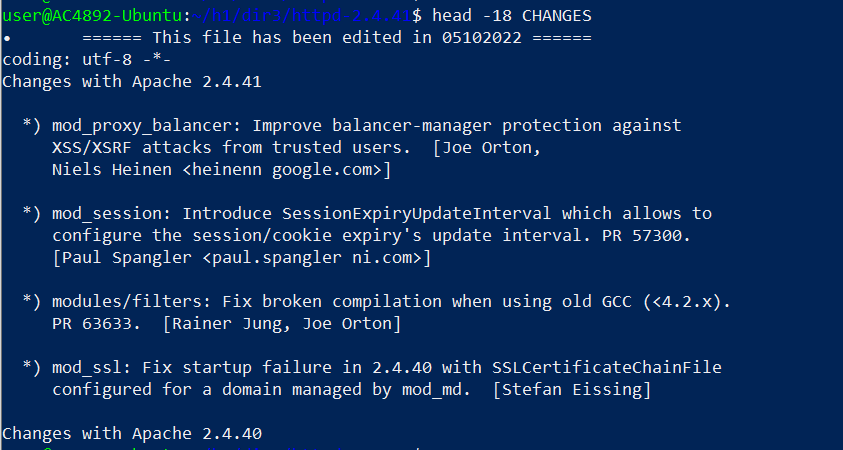 user@AC4892-Ubuntu:~/hl/dir3/httpd-2.4.41$ head -18 CHANGES
•       ====== This file has been edited in 05102022 ======
coding: utf-8 -*-
Changes with Apache 2.4.41
*) mod_proxy_balancer: Improve balancer-manager protection against
XSS/XSRF attacks from trusted users.  [Joe Orton,
Niels Heinen <heinenn google.com>]
*) mod_session: Introduce SessionExpiryUpdateInterval which allows to
configure the session/cookie expiry's update interval. PR 57300.
[Paul Spangler <paul.spangler ni.com>]
*) modules/filters: Fix broken compilation when using old GCC (<4.2.x).
PR 63633.  [Rainer Jung, Joe Orton]
*) mod_ssl: Fix startup failure in 2.4.40 with SSLCertificateChainFile
configured for a domain managed by mod_md.  [Stefan Eissing]
Changes with Apache 2.4.40